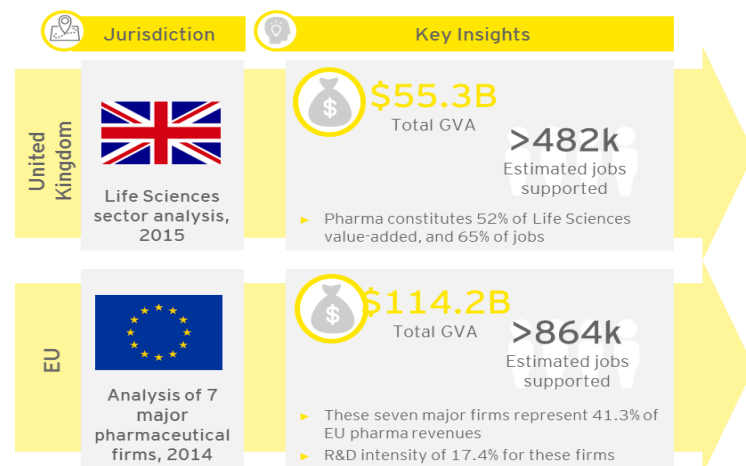 Jurisdiction
Key Insights
United
Kingdom
Life Sciences
sector analysis,
2015
$
$55.3B
Total GVA
>482k
Estimated jobs
supported
► Pharma constitutes 52% of Life Sciences
value-added, and 65% of jobs
EU
Analysis of 7
major
pharmaceutical
firms, 2014
$
$114.2B
Total GVA
>864k
Estimated jobs
supported
► These seven major firms represent 41.3% of
EU pharma revenues
► R&D intensity of 17.4% for these firms